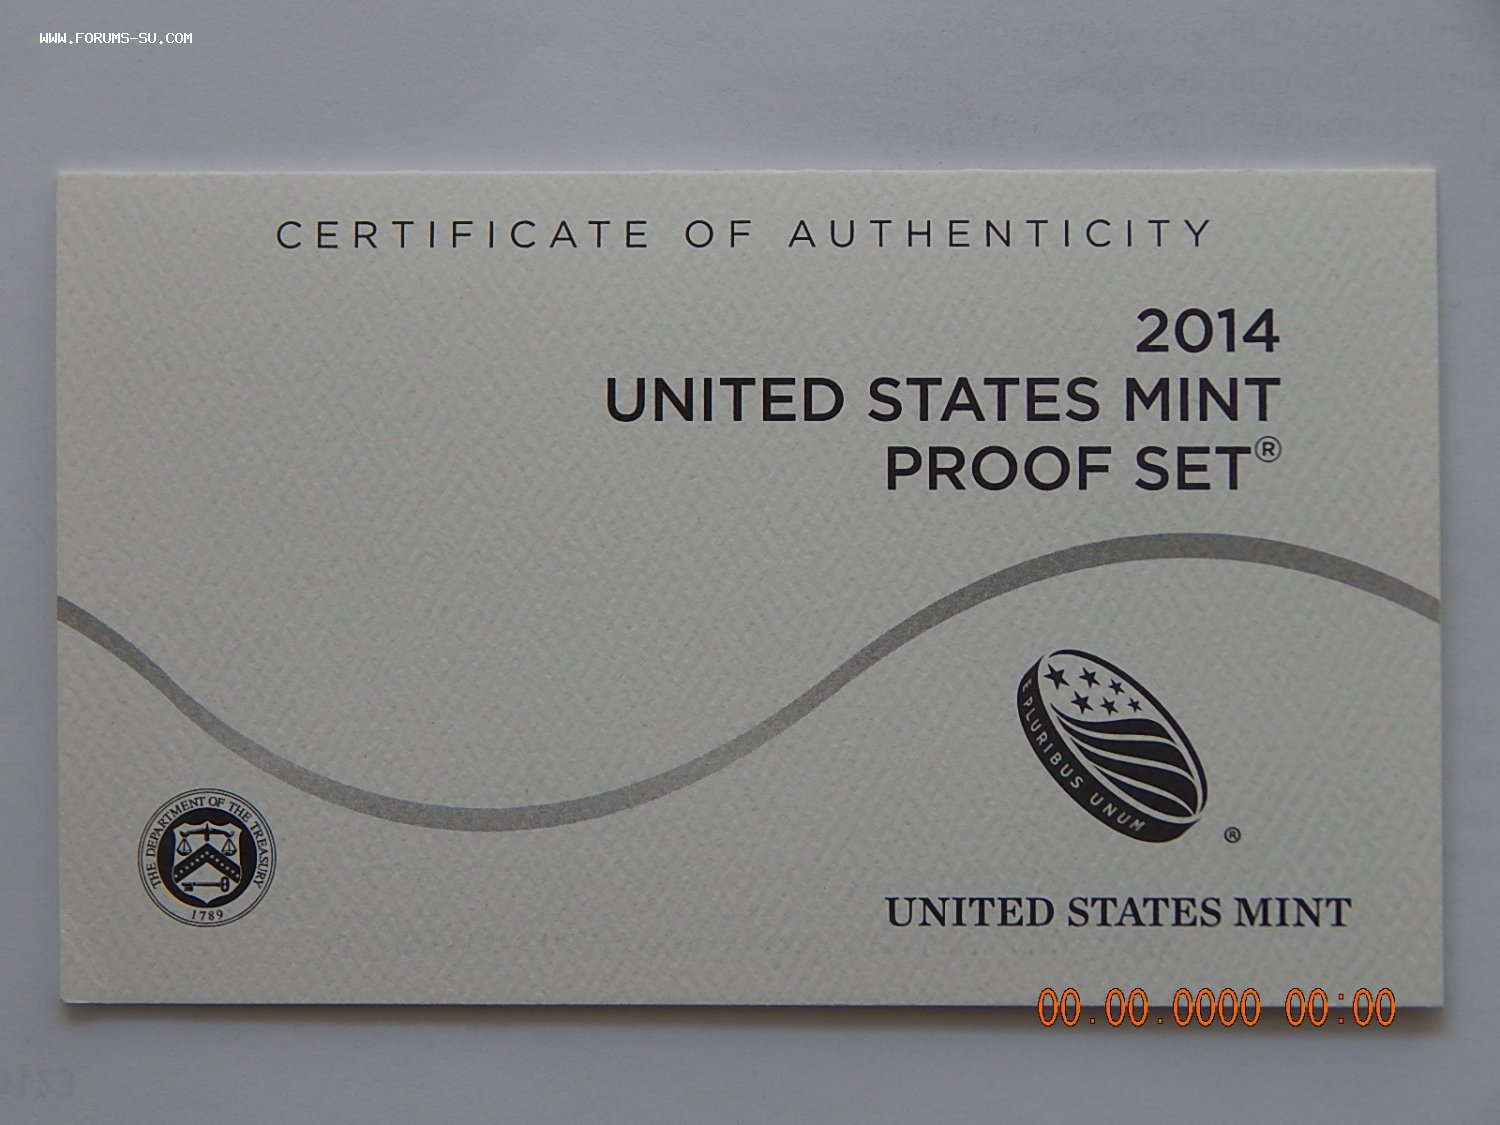 WWW.FORUMS-SU.COM
CERTIFICATE OF AUTHENTICITY
2014
UNITED STATES MINT
PROOF SET®
E PLURIBUS UNUM
®
THE DEPARTMENT OF THE TREASURY
1789
UNITED STATES MINT
00.00.0000 00:00